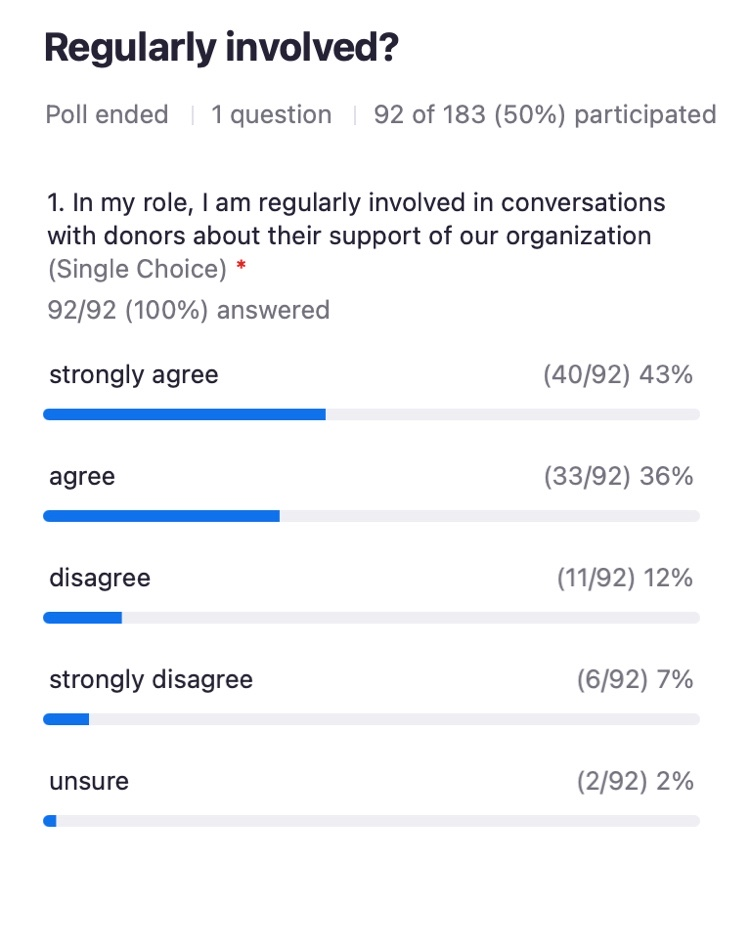 Regularly involved?
Poll ended | 1 question | 92 of 183 (50%) participated
1. In my role, I am regularly involved in conversations
with donors about their support of our organization
(Single Choice) *
92/92 (100%) answered
strongly agree (40/92) 43%
agree (33/92) 36%
disagree (11/92) 12%
strongly disagree (6/92) 7%
unsure (2/92) 2%